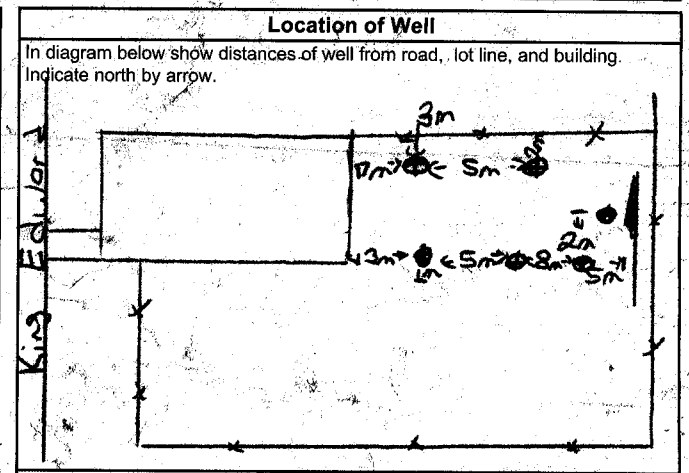 Location of Well
In diagram below show distances of well from road, lot line, and building.
Indicate north by arrow.
3m
5m
2m
3m
5m
8m
5m
King Edward